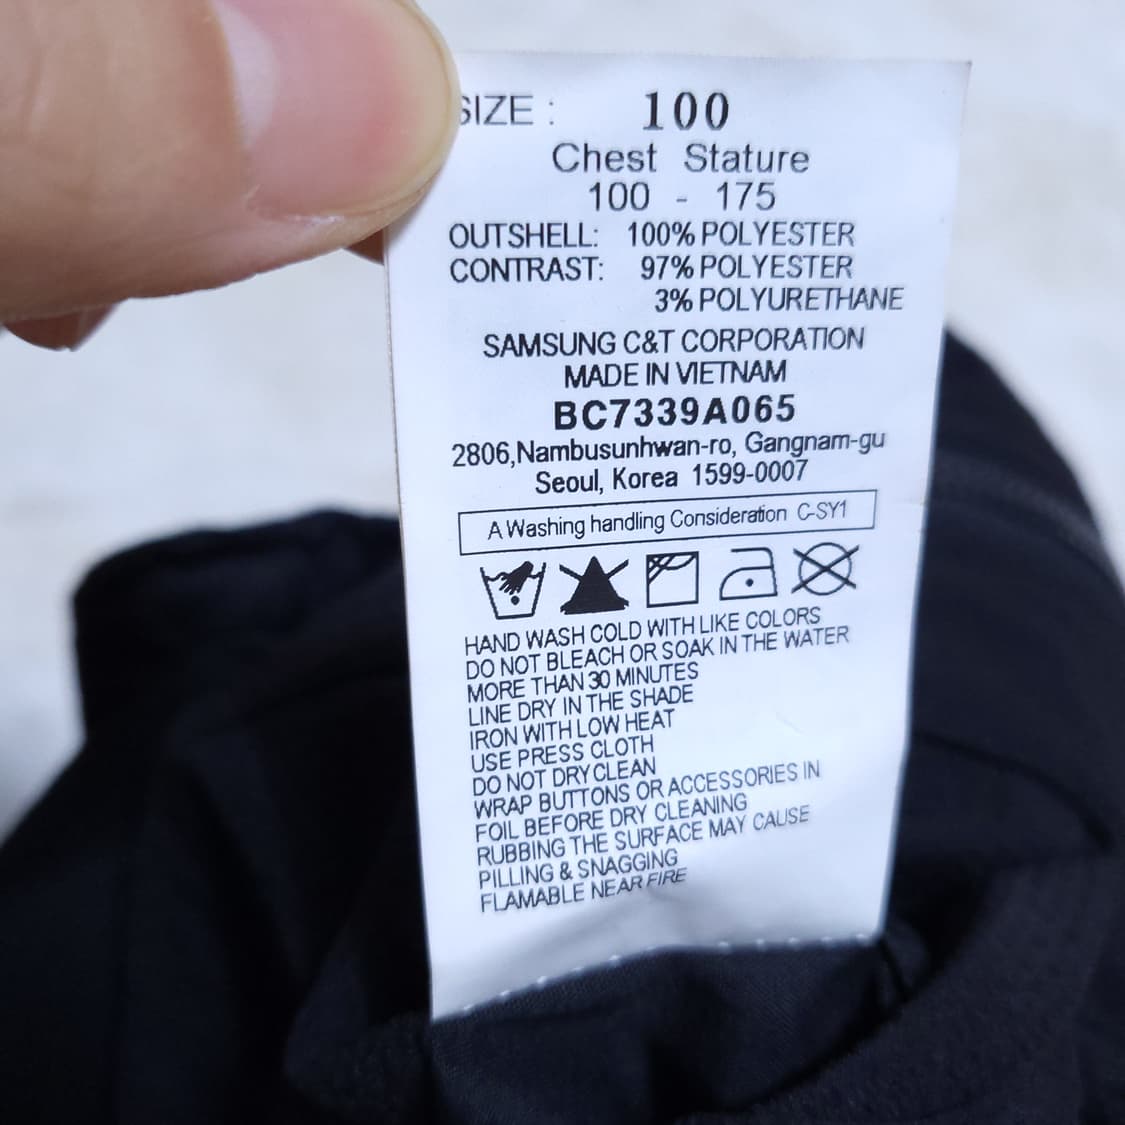 SIZE : 100
Chest Stature
100 - 175
OUTSHELL: 100% POLYESTER
CONTRAST: 97% POLYESTER
3% POLYURETHANE
SAMSUNG C&T CORPORATION
MADE IN VIETNAM
BC7339A065
2806,Nambusunhwan-ro, Gangnam-gu
Seoul, Korea 1599-0007
A Washing handling Consideration C-SY1
HAND WASH COLD WITH LIKE COLORS
DO NOT BLEACH OR SOAK IN THE WATER
MORE THAN 30 MINUTES
LINE DRY IN THE SHADE
IRON WITH LOW HEAT
USE PRESS CLOTH
DO NOT DRY CLEAN
WRAP BUTTONS OR ACCESSORIES IN
FOIL BEFORE DRY CLEANING
RUBBING THE SURFACE MAY CAUSE
PILLING & SNAGGING
FLAMABLE NEAR FIRE